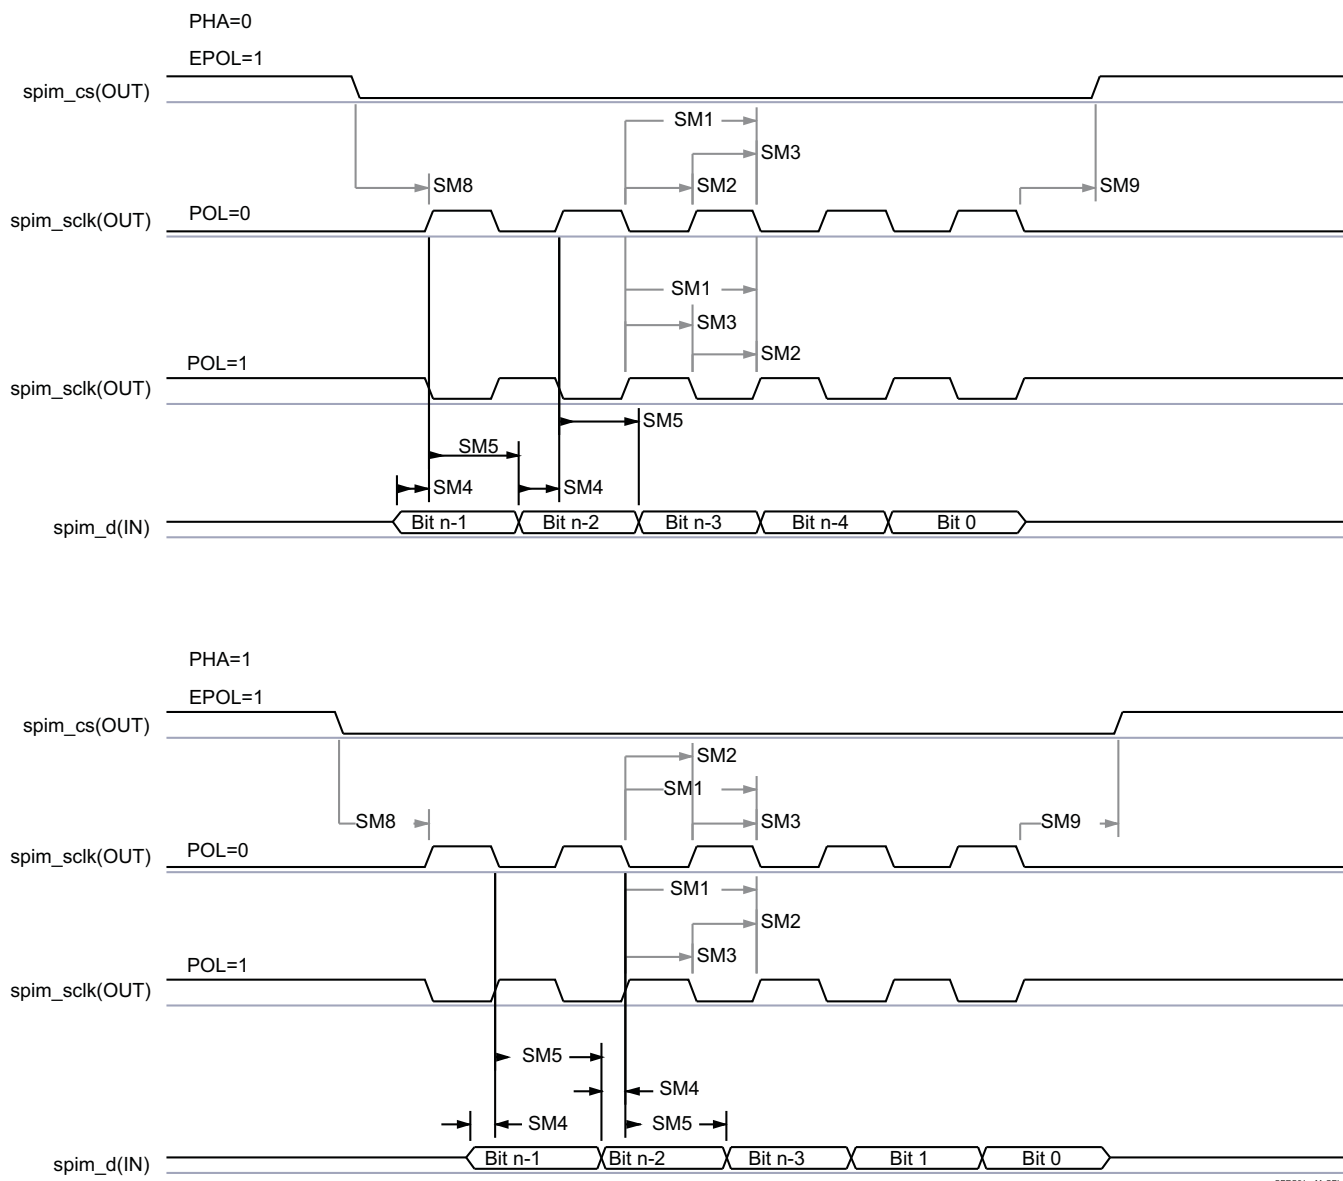 PHA=0
EPOL=1
spim_cs(OUT)
SM1
SM3
SM8
SM2
SM9
POL=0
spim_sclk(OUT)
SM1
SM3
SM2
POL=1
spim_sclk(OUT)
SM5
SM5
SM4
SM4
spim_d(IN)
Bit n-1
Bit n-2
Bit n-3
Bit n-4
Bit 0
PHA=1
EPOL=1
spim_cs(OUT)
SM2
SM1
SM8
SM3
SM9
POL=0
spim_sclk(OUT)
SM1
SM2
SM3
POL=1
spim_sclk(OUT)
SM5
SM4
SM4
SM5
spim_d(IN)
Bit n-1
Bit n-2
Bit n-3
Bit 1
Bit 0